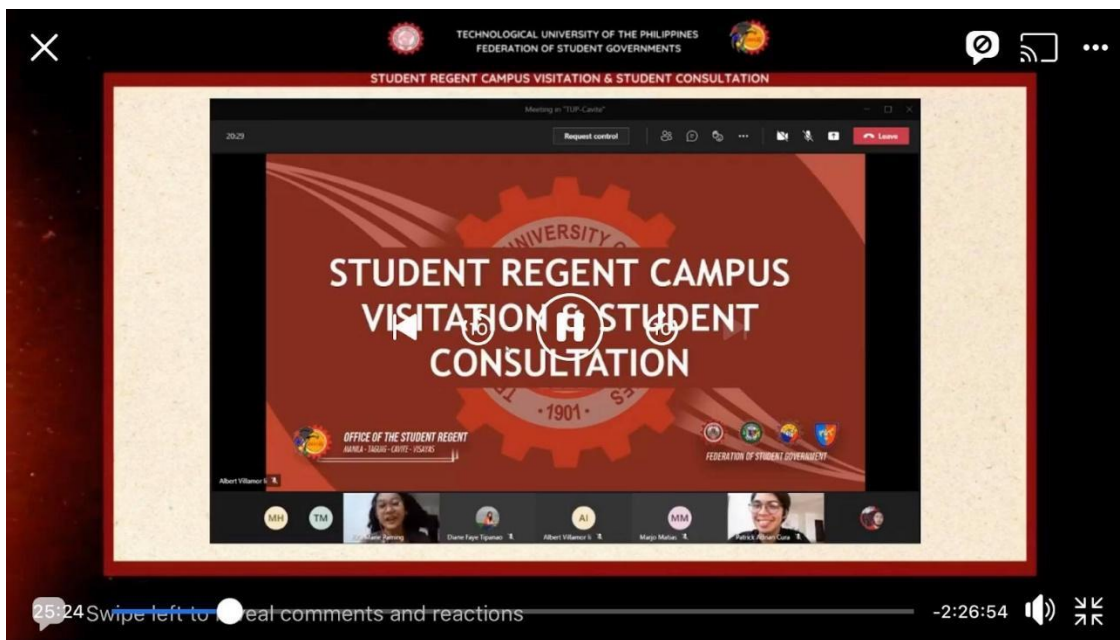 TECHNOLOGICAL UNIVERSITY OF THE PHILIPPINES
FEDERATION OF STUDENT GOVERNMENTS
STUDENT REGENT CAMPUS VISITATION & STUDENT CONSULTATION
Meeting in "TUP-Cavite"
20:29
Request control
Leave
UNIVERSITY
STUDENT REGENT CAMPUS
VISITATION & STUDENT
CONSULTATION
10
10
·1901·
OFFICE OF THE STUDENT REGENT
MANILA - TAGUIG - CAVITE - VISAYAS
FEDERATION OF STUDENT GOVERNMENT
Albert Villamor Ii
MH
TM
AI
MM
Diane Faye Tipanao
Albert Villamor Ii
Marjo Matias
Patrick Adrian Cura
25:24
Swipe left to reveal comments and reactions
-2:26:54